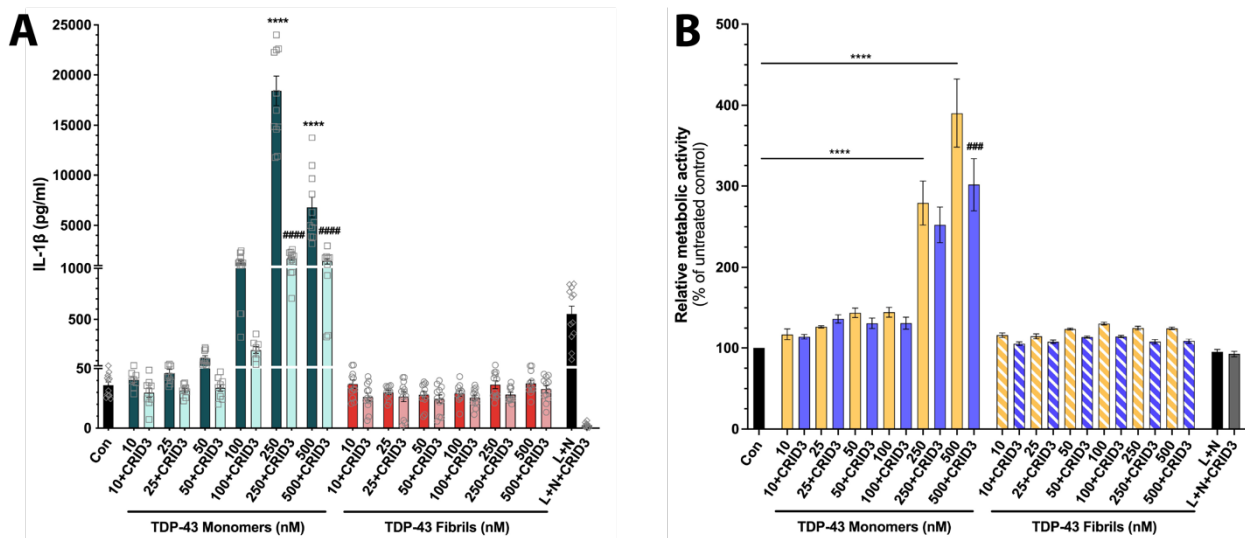 A
IL-1β (pg/ml)
25000
20000
15000
10000
5000
1000
500
50
0
****
****
####
####
Con
10
10+CRID3
25
25+CRID3
50
50+CRID3
100
100+CRID3
250
250+CRID3
500
500+CRID3
10
10+CRID3
25
25+CRID3
50
50+CRID3
100
100+CRID3
250
250+CRID3
500
500+CRID3
L+N
L+N+CRID3
TDP-43 Monomers (nM)
TDP-43 Fibrils (nM)
B
Relative metabolic activity
(% of untreated control)
500
450
400
350
300
250
200
150
100
50
0
****
****
###
Con
10
10+CRID3
25
25+CRID3
50
50+CRID3
100
100+CRID3
250
250+CRID3
500
500+CRID3
10
10+CRID3
25
25+CRID3
50
50+CRID3
100
100+CRID3
250
250+CRID3
500
500+CRID3
L+N
L+N+CRID3
TDP-43 Monomers (nM)
TDP-43 Fibrils (nM)